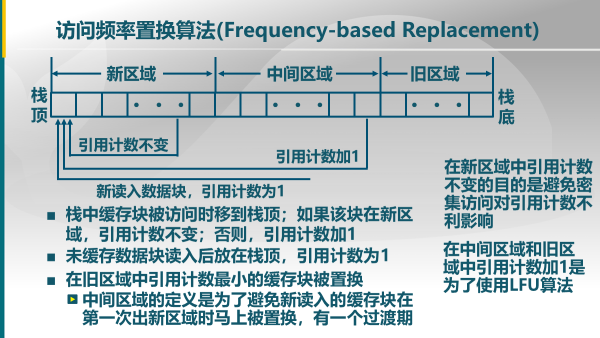 访问频率置换算法(Frequency-based Replacement)
新区域 中间区域 旧区域
栈顶 栈底
引用计数不变
引用计数加1
新读入数据块，引用计数为1
栈中缓存块被访问时移到栈顶；如果该块在新区
域，引用计数不变；否则，引用计数加1
未缓存数据块读入后放在栈顶，引用计数为1
在旧区域中引用计数最小的缓存块被置换
中间区域的定义是为了避免新读入的缓存块在
第一次出新区域时马上被置换，有一个过渡期
在新区域中引用计数
不变的目的是避免密
集访问对引用计数不
利影响
在中间区域和旧区
域中引用计数加1是
为了使用LFU算法